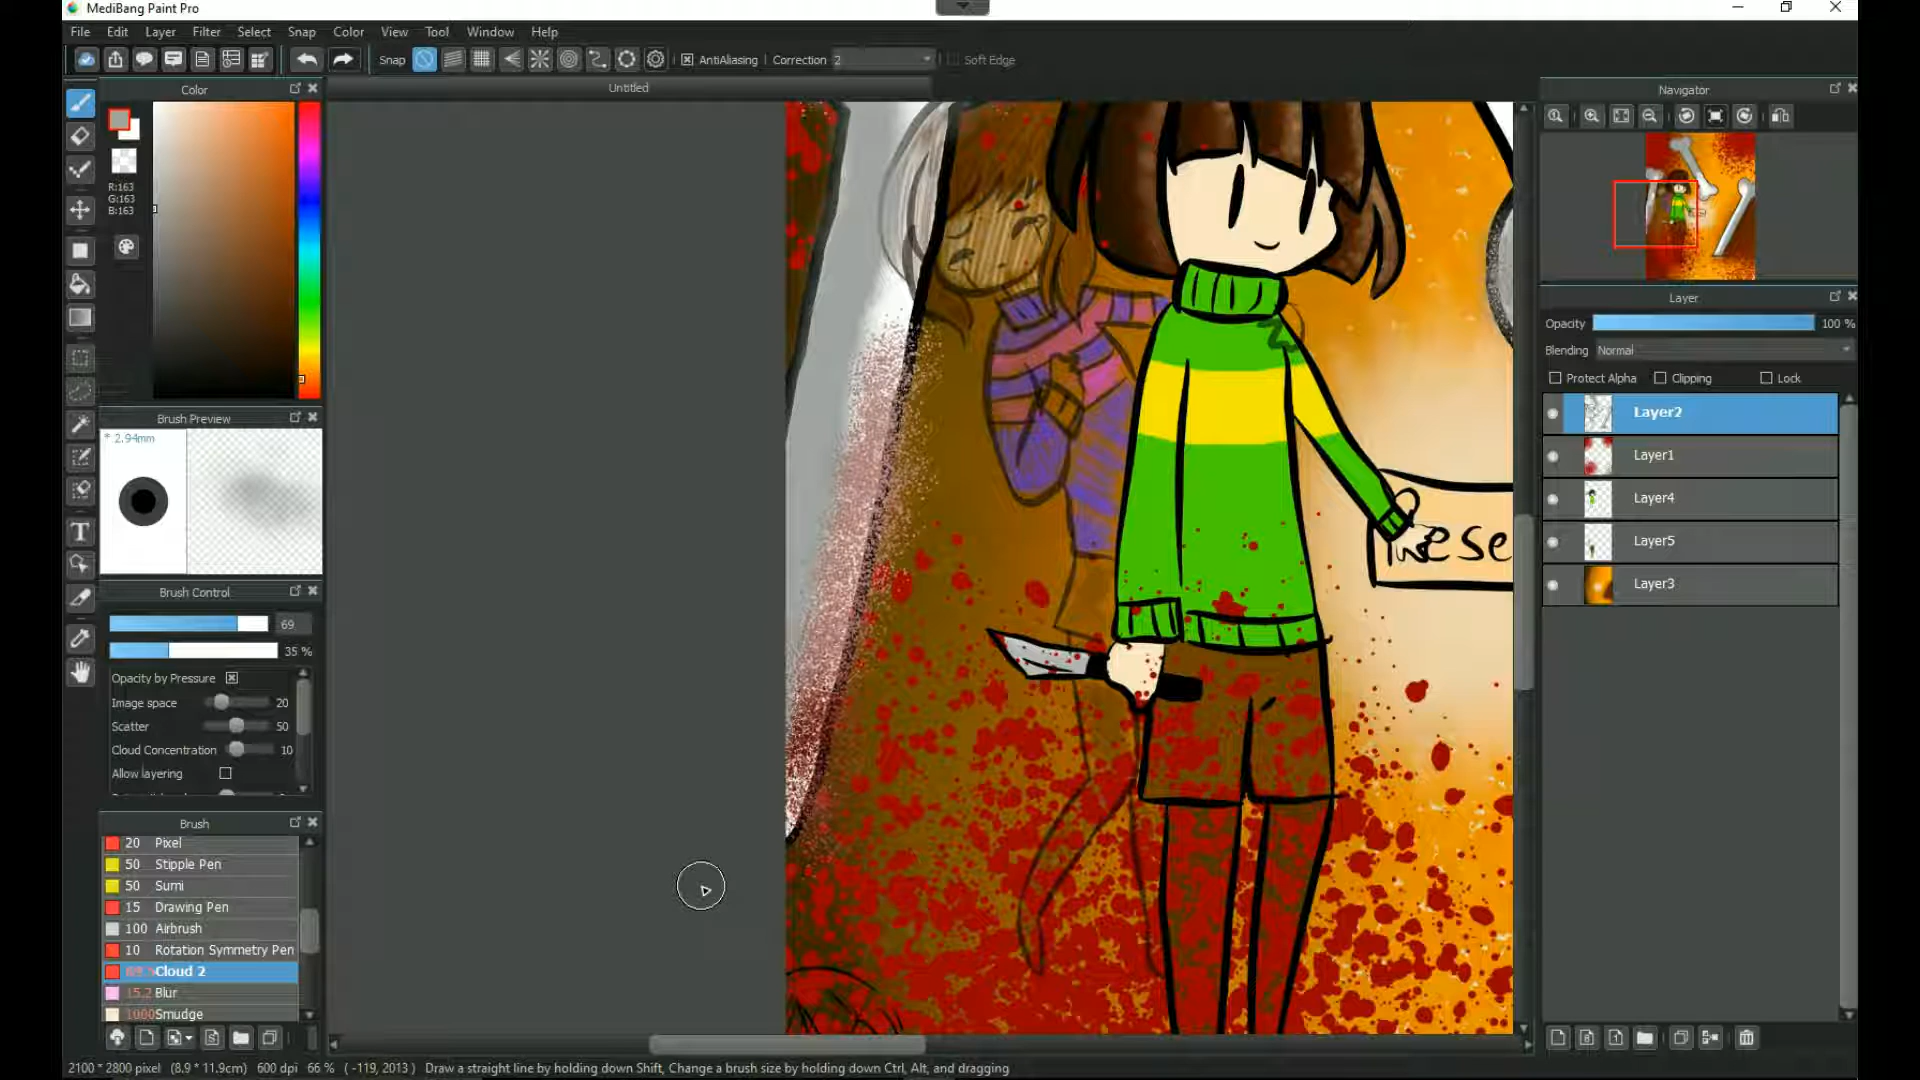 MediBang Paint Pro
File Edit Layer Filter Select Snap Color View Tool Window Help
Snap AntiAliasing Correction 2 Soft Edge
Color
Untitled
Navigator
R:163
G:163
B:163
Layer
Opacity 100 %
Blending Normal
Protect Alpha Clipping Lock
Layer2
Layer1
Layer4
Layer5
Layer3
Brush Preview
* 2.94mm
Brush Control
69
35 %
Opacity by Pressure
Image space 20
Scatter 50
Cloud Concentration 10
Allow layering
Brush
20 Pixel
50 Stipple Pen
50 Sumi
15 Drawing Pen
100 Airbrush
10 Rotation Symmetry Pen
Cloud 2
15.2 Blur
1000 Smudge
2100 * 2800 pixel (8.9 * 11.9cm) 600 dpi 66 % ( -119, 2013 ) Draw a straight line by holding down Shift, Change a brush size by holding down Ctrl, Alt, and dragging